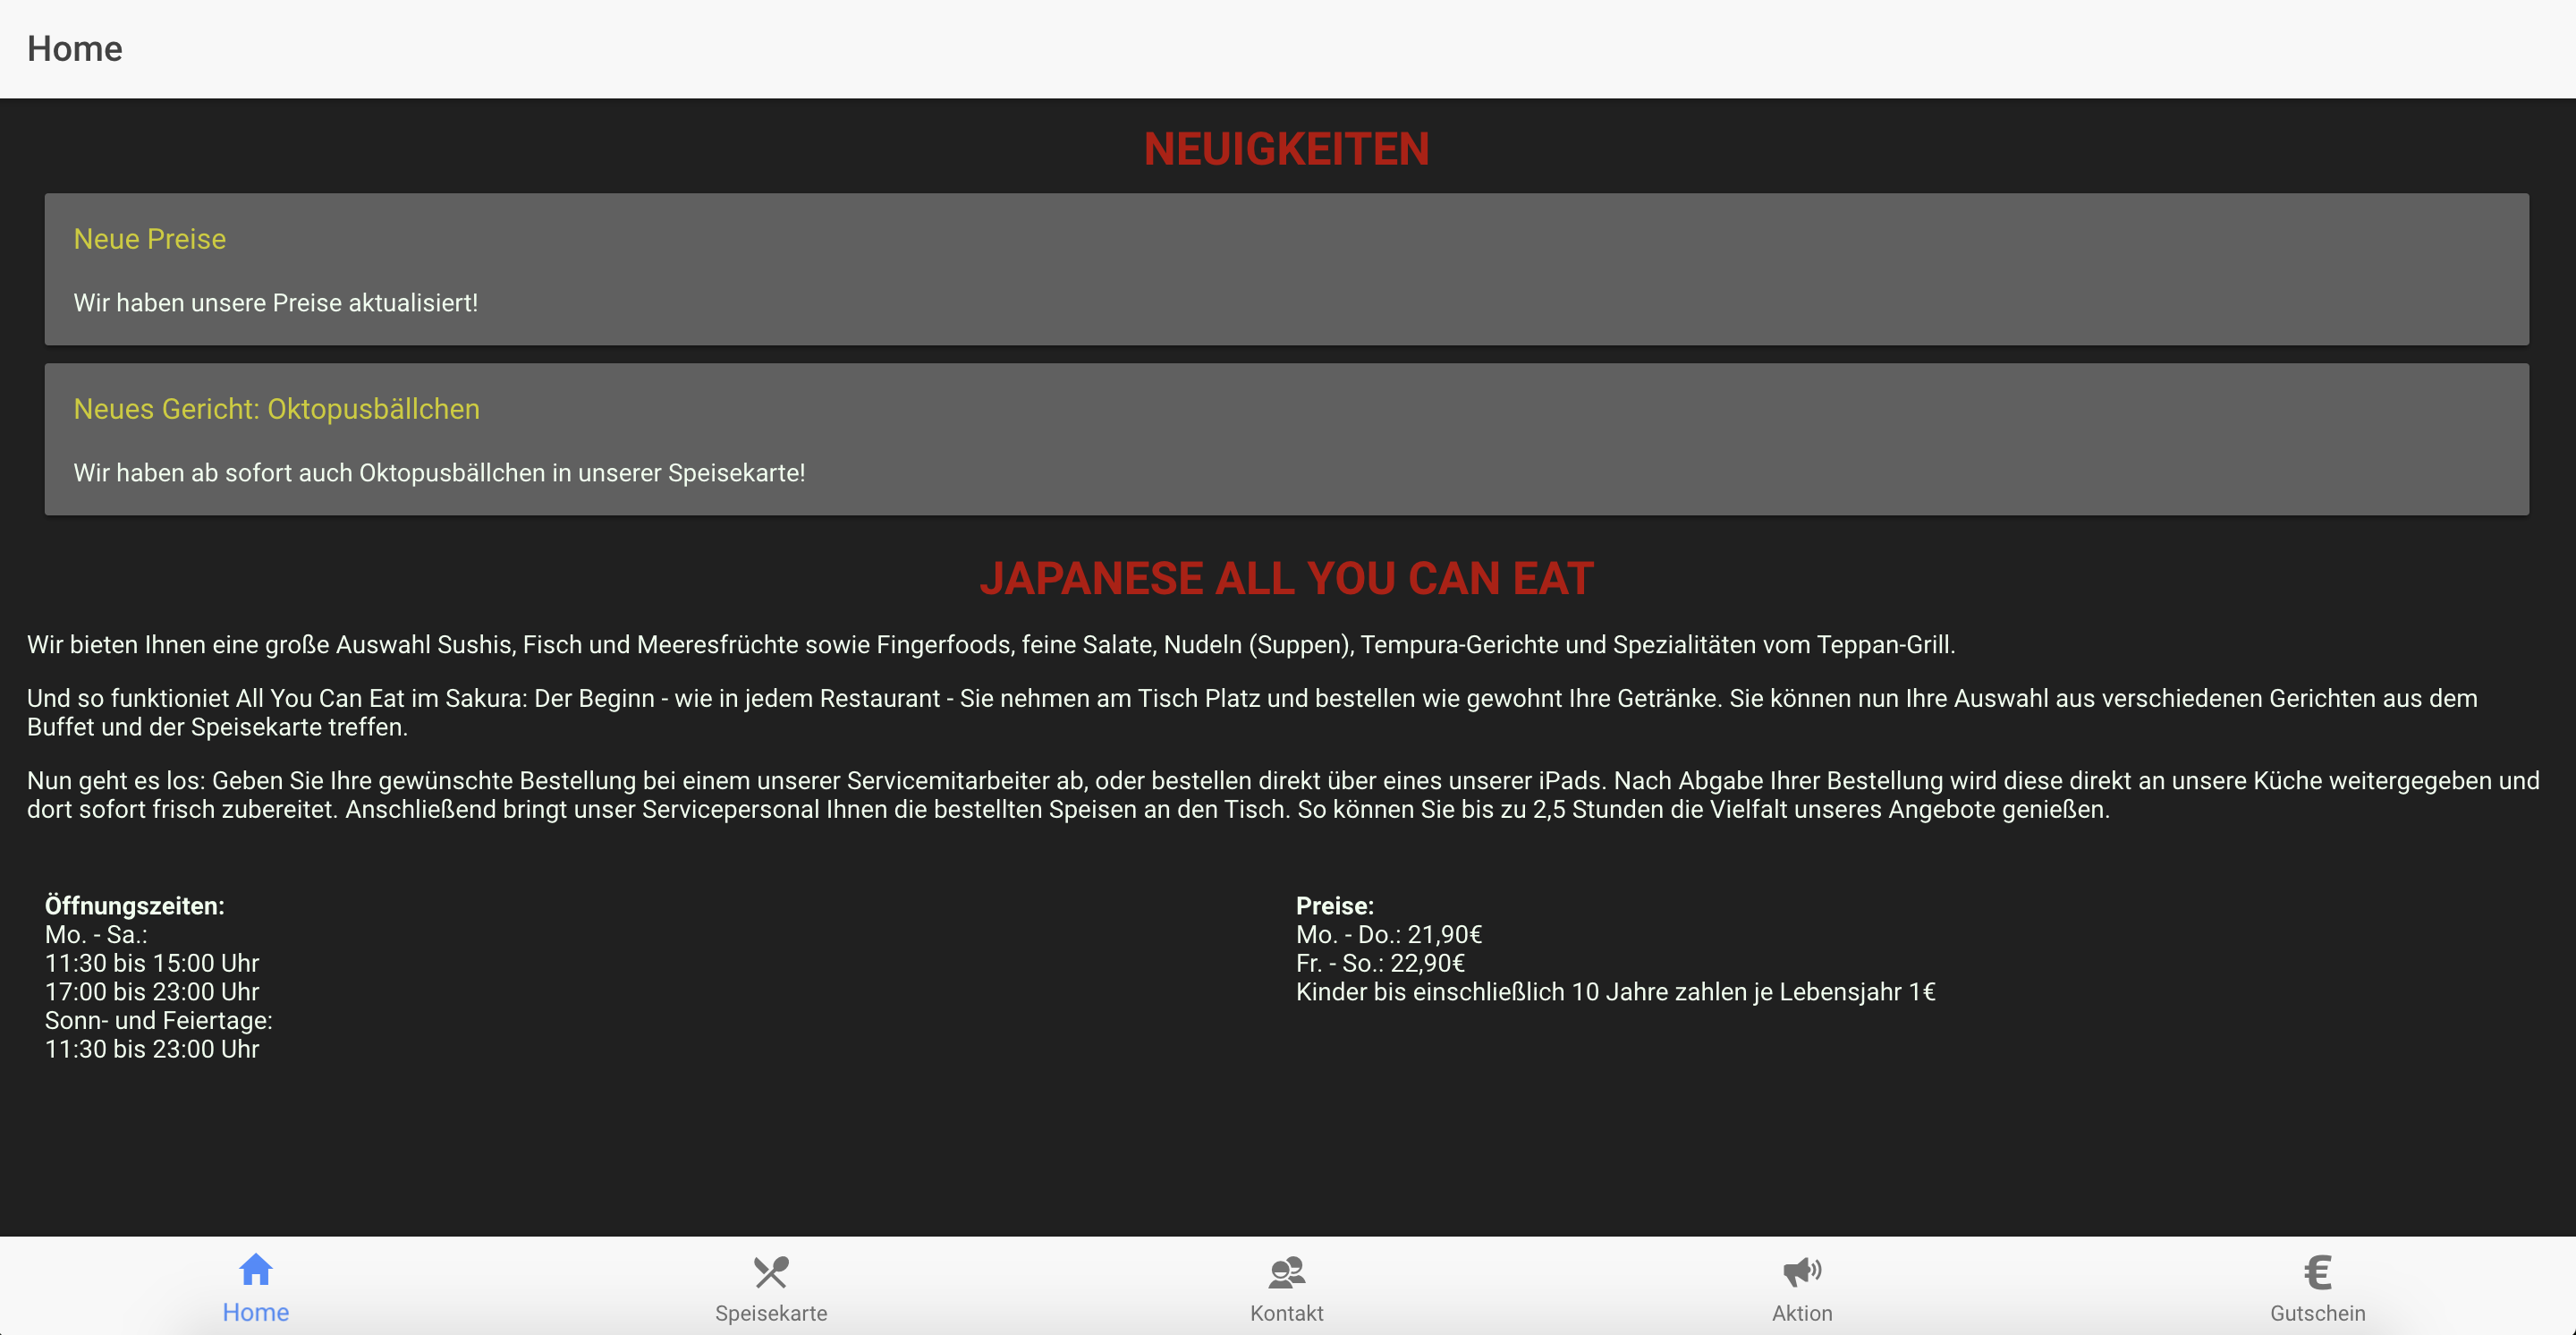 Home
NEUIGKEITEN
Neue Preise
Wir haben unsere Preise aktualisiert!
Neues Gericht: Oktopusbällchen
Wir haben ab sofort auch Oktopusbällchen in unserer Speisekarte!
JAPANESE ALL YOU CAN EAT
Wir bieten Ihnen eine große Auswahl Sushis, Fisch und Meeresfrüchte sowie Fingerfoods, feine Salate, Nudeln (Suppen), Tempura-Gerichte und Spezialitäten vom Teppan-Grill.
Und so funktioniet All You Can Eat im Sakura: Der Beginn - wie in jedem Restaurant - Sie nehmen am Tisch Platz und bestellen wie gewohnt Ihre Getränke. Sie können nun Ihre Auswahl aus verschiedenen Gerichten aus dem
Buffet und der Speisekarte treffen.
Nun geht es los: Geben Sie Ihre gewünschte Bestellung bei einem unserer Servicemitarbeiter ab, oder bestellen direkt über eines unserer iPads. Nach Abgabe Ihrer Bestellung wird diese direkt an unsere Küche weitergegeben und
dort sofort frisch zubereitet. Anschließend bringt unser Servicepersonal Ihnen die bestellten Speisen an den Tisch. So können Sie bis zu 2,5 Stunden die Vielfalt unseres Angebote genießen.
Öffnungszeiten:
Mo. - Sa.:
11:30 bis 15:00 Uhr
17:00 bis 23:00 Uhr
Sonn- und Feiertage:
11:30 bis 23:00 Uhr
Preise:
Mo. - Do.: 21,90€
Fr. - So.: 22,90€
Kinder bis einschließlich 10 Jahre zahlen je Lebensjahr 1€
Home
Speisekarte
Kontakt
Aktion
€
Gutschein